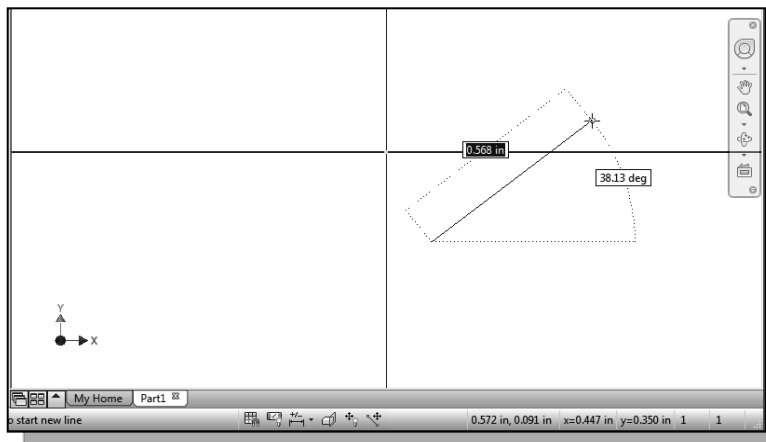 0.568 in
38.13 deg
Y
X
My Home Part1
o start new line 0.572 in, 0.091 in x=0.447 in y=0.350 in 1 1